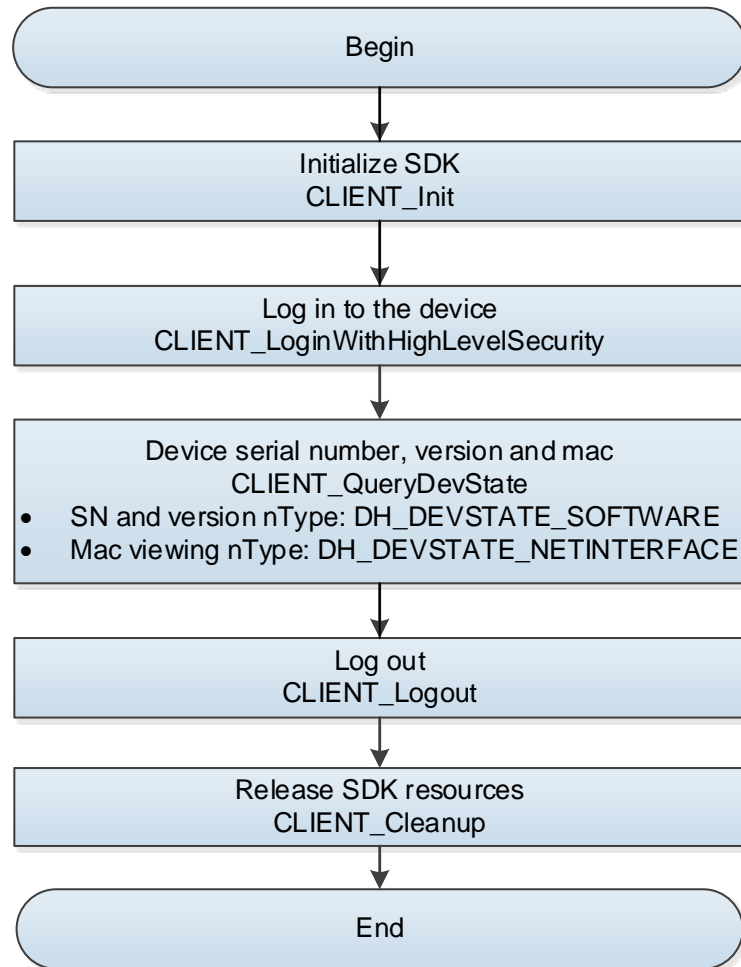 Begin
Initialize SDK
CLIENT_Init
Log in to the device
CLIENT_LoginWithHighLevelSecurity
Device serial number, version and mac
CLIENT_QueryDevState
• SN and version nType: DH_DEVSTATE_SOFTWARE
• Mac viewing nType: DH_DEVSTATE_NETINTERFACE
Log out
CLIENT_Logout
Release SDK resources
CLIENT_Cleanup
End